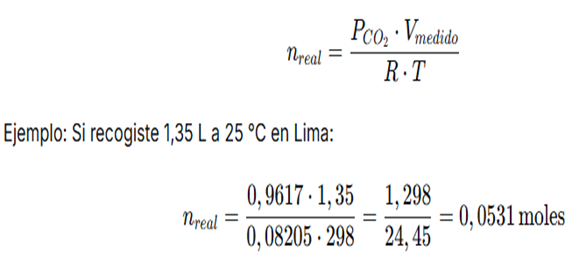 n_real = P_CO₂ · V_medido / R · T
Ejemplo: Si recogiste 1,35 L a 25 °C en Lima:
n_real = 0,9617 · 1,35 / 0,08205 · 298 = 1,298 / 24,45 = 0,0531 moles